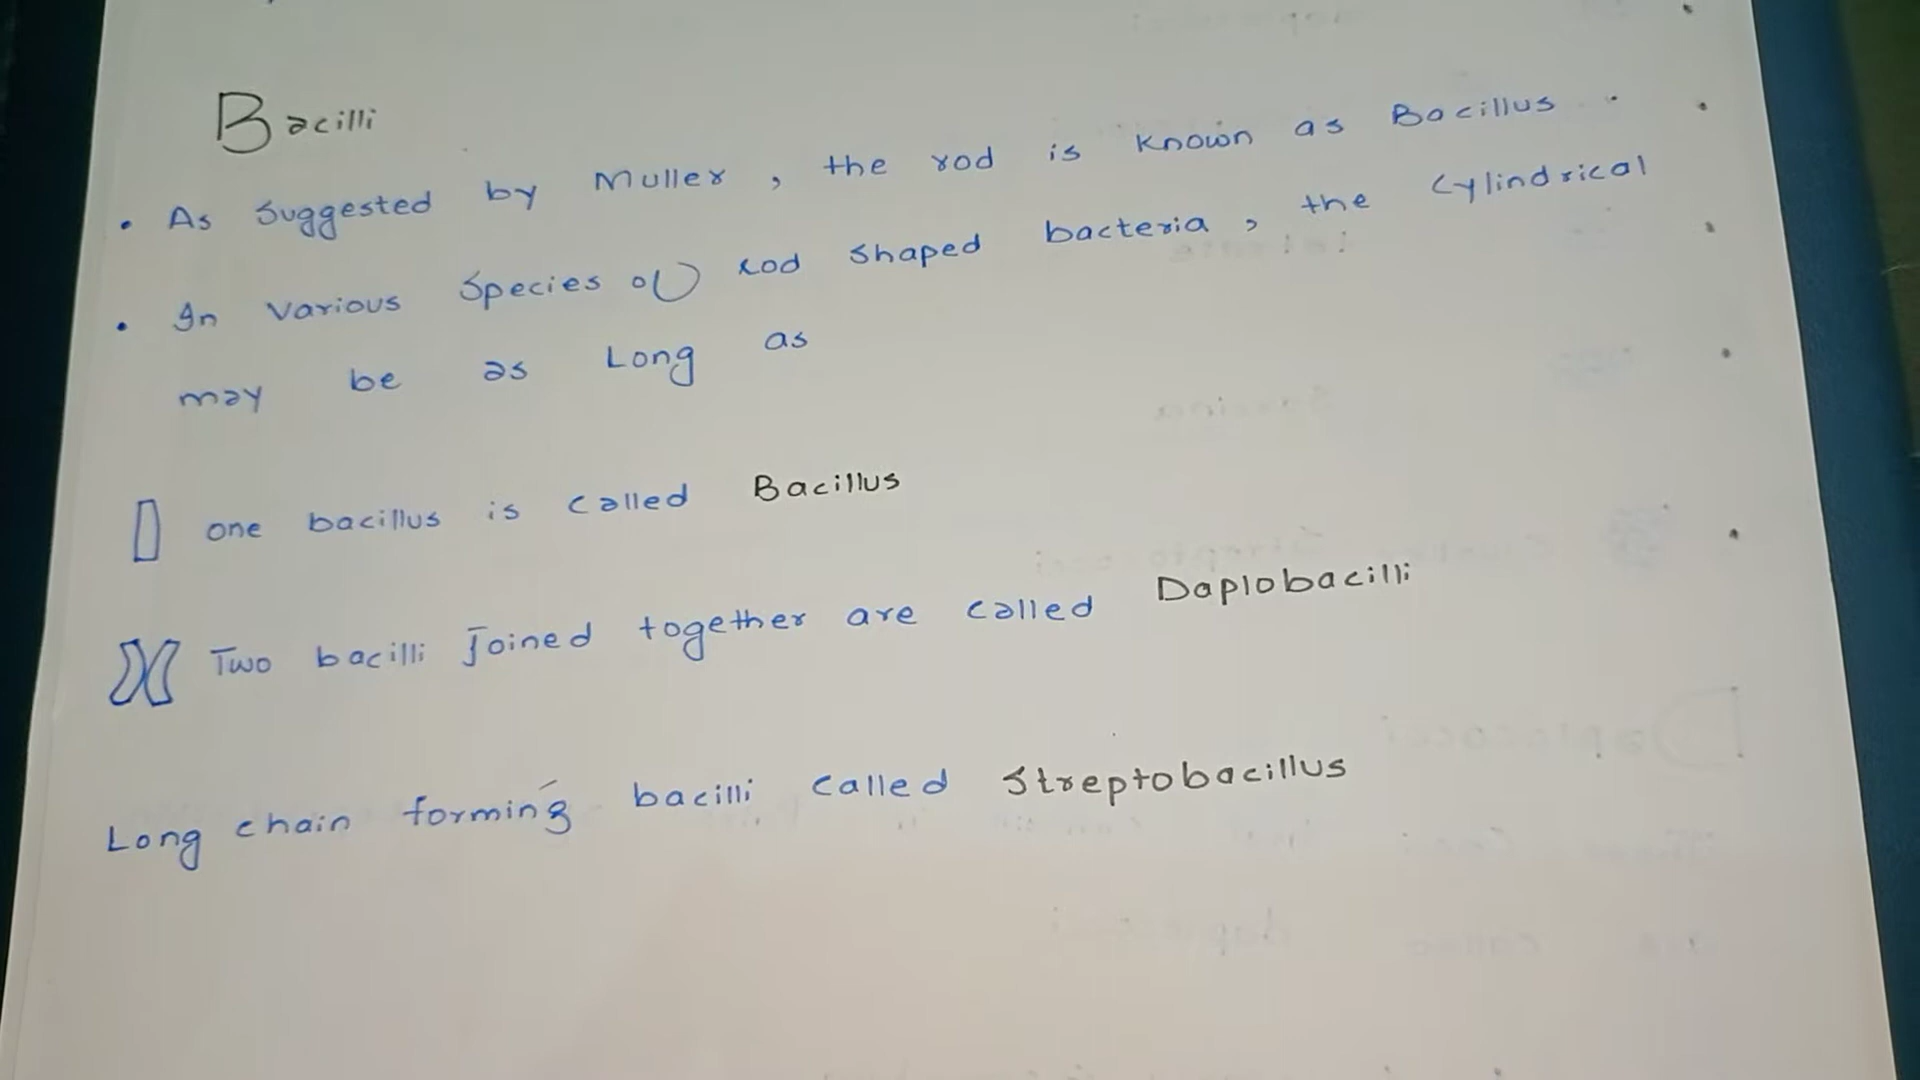 Bacilli
• As Suggested by Muller, the rod is known as Bacillus.
• In various Species of rod shaped bacteria, the Cylindrical
may be as Long as
one bacillus is called Bacillus
Two bacilli Joined together are called Daplobacilli
Long chain forming bacilli called Streptobacillus